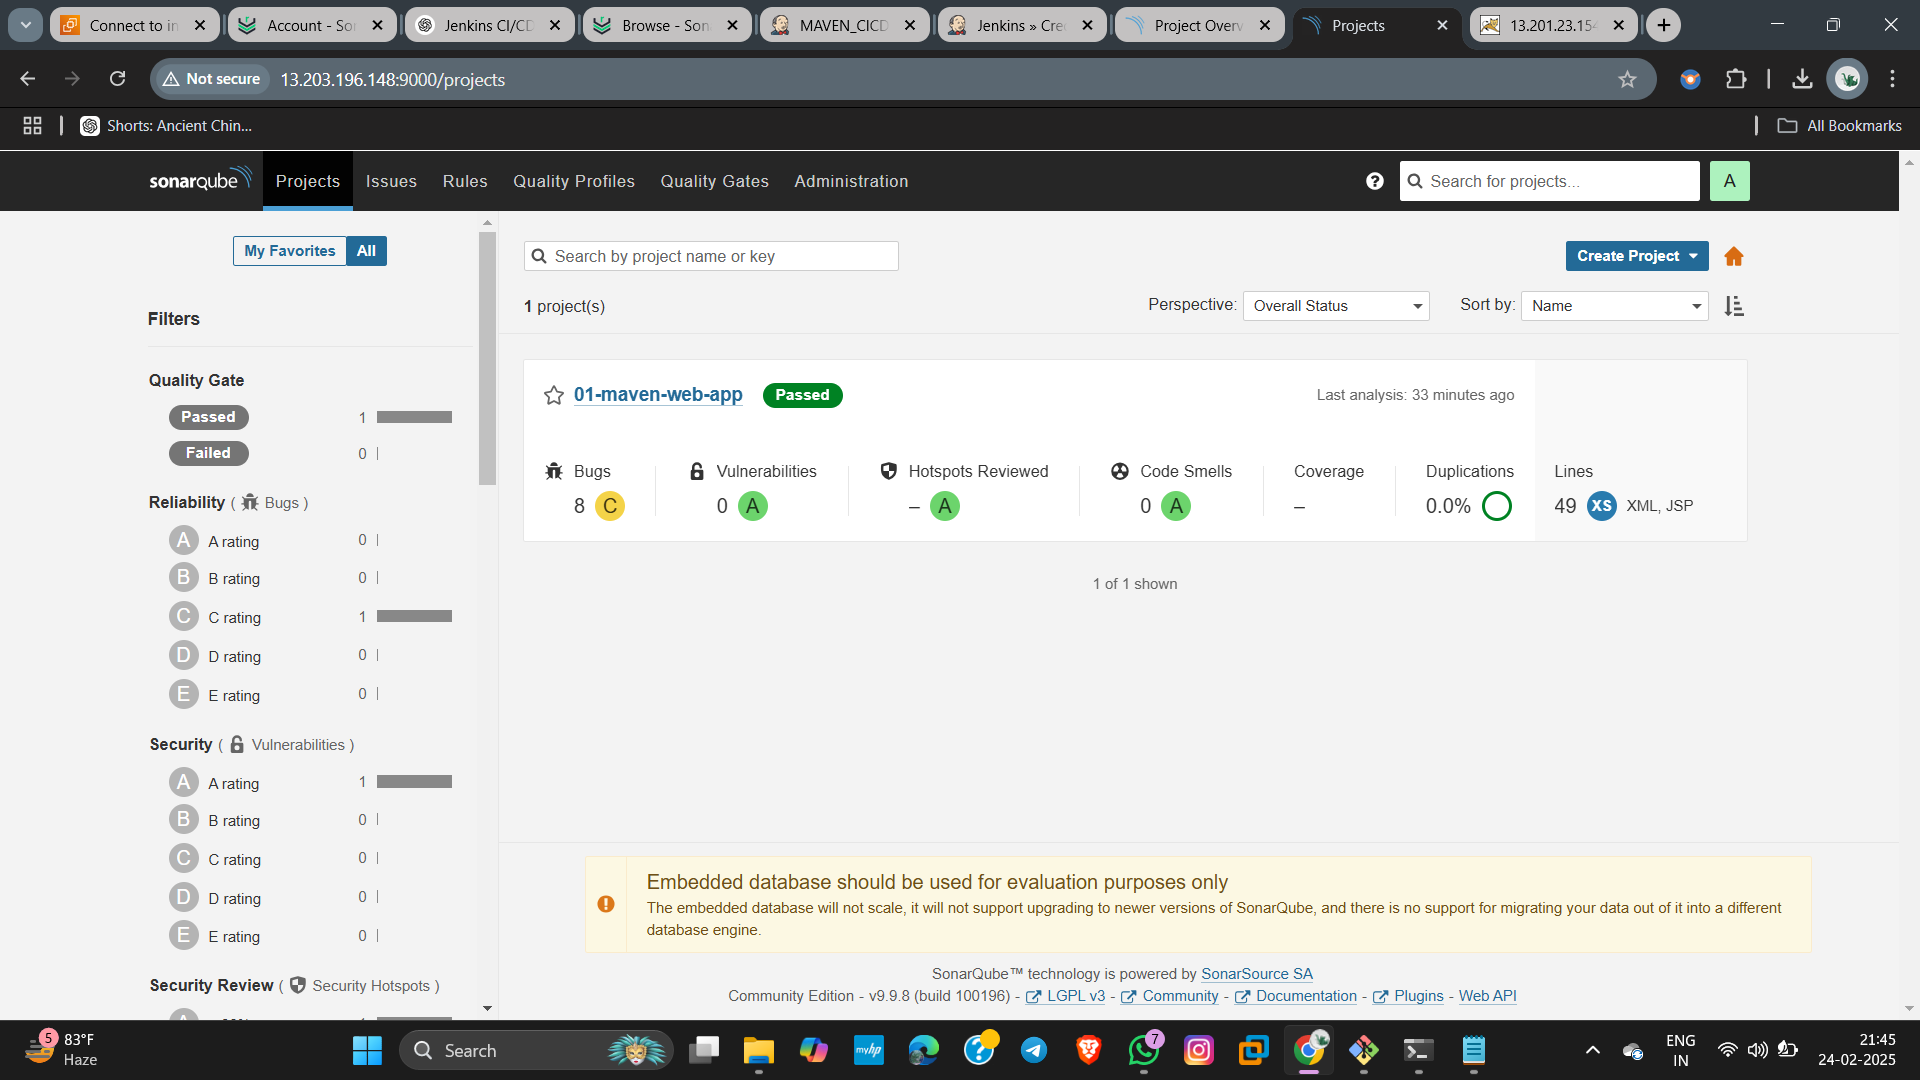 Connect to in
Account - So
Jenkins CI/CD
Browse - Son
MAVEN_CICD
Jenkins » Cre
Project Overv
Projects
13.201.23.154
Not secure
13.203.196.148:9000/projects
Shorts: Ancient Chin...
All Bookmarks
sonarqube
Projects
Issues
Rules
Quality Profiles
Quality Gates
Administration
Search for projects...
A
My Favorites
All
Search by project name or key
Create Project
1 project(s)
Perspective:
Overall Status
Sort by:
Name
Filters
Quality Gate
Passed
1
Failed
0
Reliability ( Bugs )
A A rating 0
B B rating 0
C C rating 1
D D rating 0
E E rating 0
Security ( Vulnerabilities )
A A rating 1
B B rating 0
C C rating 0
D D rating 0
E E rating 0
Security Review ( Security Hotspots )
01-maven-web-app
Passed
Last analysis: 33 minutes ago
Bugs
8 C
Vulnerabilities
0 A
Hotspots Reviewed
– A
Code Smells
0 A
Coverage
–
Duplications
0.0%
Lines
49 XS XML, JSP
1 of 1 shown
Embedded database should be used for evaluation purposes only
The embedded database will not scale, it will not support upgrading to newer versions of SonarQube, and there is no support for migrating your data out of it into a different
database engine.
SonarQube™ technology is powered by SonarSource SA
Community Edition - v9.9.8 (build 100196) - LGPL v3 - Community - Documentation - Plugins - Web API
5
83°F
Haze
Search
myhp
7
ENG
IN
21:45
24-02-2025